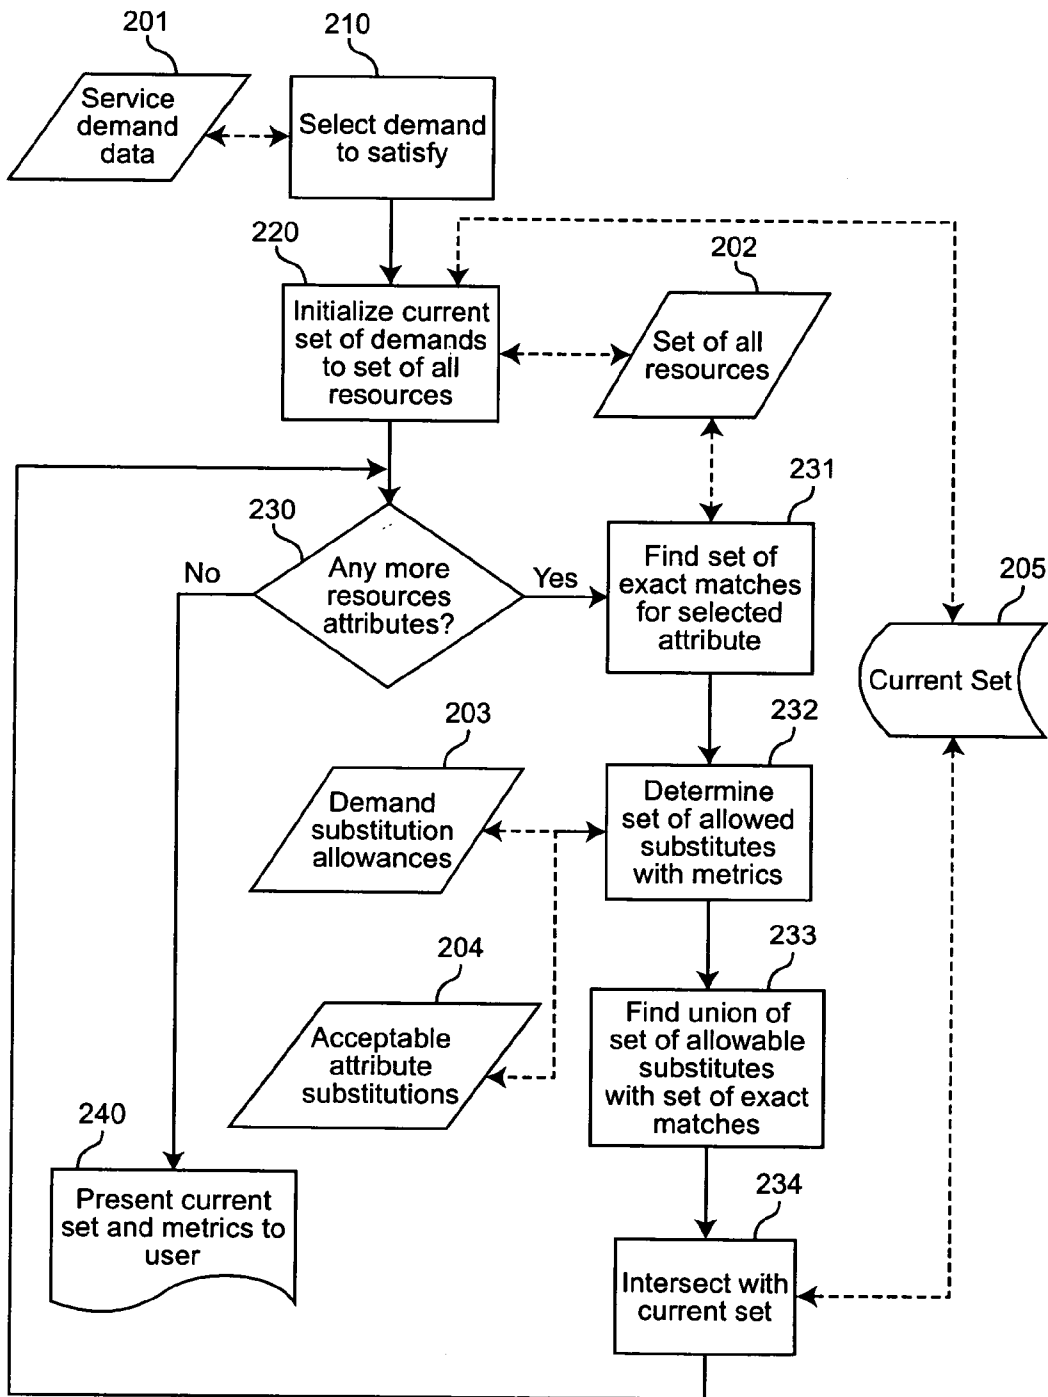 201
210
Service
demand
data
Select demand
to satisfy
220
202
Initialize current
set of demands
to set of all
resources
Set of all
resources
231
230
No
Any more
resources
attributes?
Yes
Find set of
exact matches
for selected
attribute
205
Current Set
203
232
Demand
substitution
allowances
Determine
set of allowed
substitutes
with metrics
204
233
Acceptable
attribute
substitutions
Find union of
set of allowable
substitutes
with set of exact
matches
240
Present current
set and metrics to
user
234
Intersect with
current set